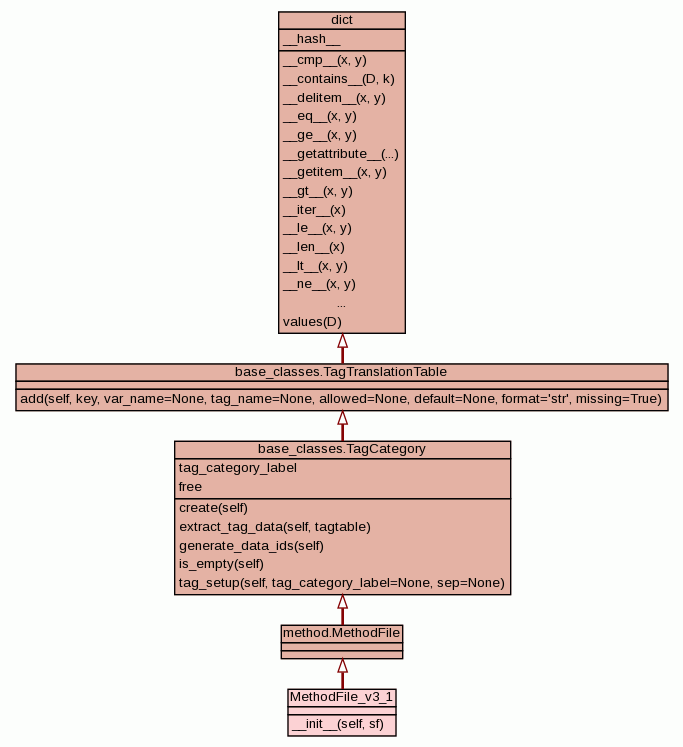 dict
__hash__
__cmp__(x, y)
__contains__(D, k)
__delitem__(x, y)
__eq__(x, y)
__ge__(x, y)
__getattribute__(...)
__getitem__(x, y)
__gt__(x, y)
__iter__(x)
__le__(x, y)
__len__(x)
__lt__(x, y)
__ne__(x, y)
...
values(D)
base_classes.TagTranslationTable
add(self, key, var_name=None, tag_name=None, allowed=None, default=None, format='str', missing=True)
base_classes.TagCategory
tag_category_label
free
create(self)
extract_tag_data(self, tagtable)
generate_data_ids(self)
is_empty(self)
tag_setup(self, tag_category_label=None, sep=None)
method.MethodFile
MethodFile_v3_1
__init__(self, sf)